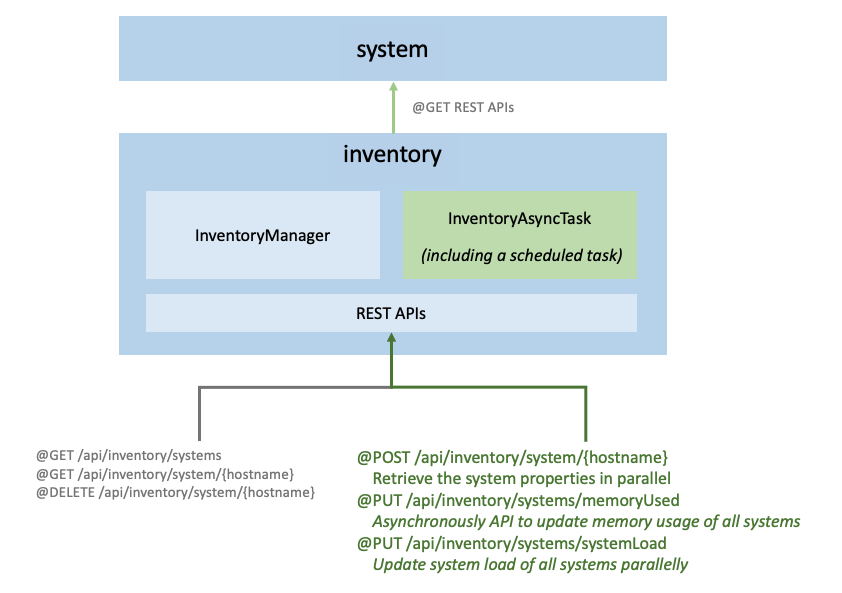 system
@GET REST APIs
inventory
InventoryManager
InventoryAsyncTask
(including a scheduled task)
REST APIs
@GET /api/inventory/systems
@GET /api/inventory/system/{hostname}
@DELETE /api/inventory/system/{hostname}
@POST /api/inventory/system/{hostname}
Retrieve the system properties in parallel
@PUT /api/inventory/systems/memoryUsed
Asynchronously API to update memory usage of all systems
@PUT /api/inventory/systems/systemLoad
Update system load of all systems parallelly